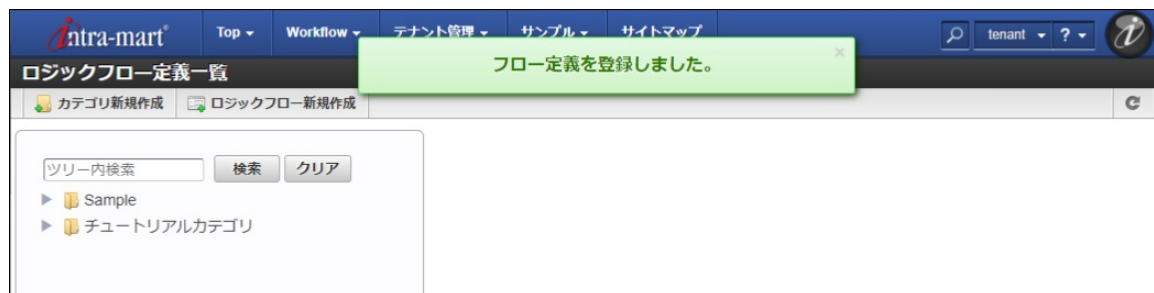 intra-mart® Top Workflow テナント管理 サンプル サイトマップ tenant ?
フロー定義を登録しました。 ×
ロジックフロー定義一覧
カテゴリ新規作成 ロジックフロー新規作成
ツリー内検索 検索 クリア
Sample
チュートリアルカテゴリ